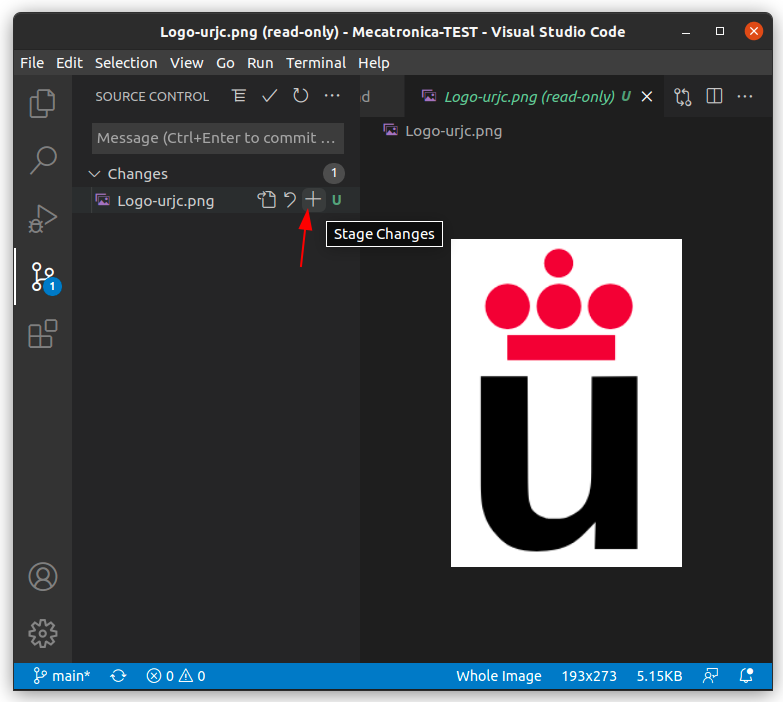 Logo-urjc.png (read-only) - Mecatronica-TEST - Visual Studio Code
File Edit Selection View Go Run Terminal Help
SOURCE CONTROL
Message (Ctrl+Enter to commit …
Changes 1
Logo-urjc.png U
Stage Changes
1
d
Logo-urjc.png (read-only) U
Logo-urjc.png
u
main* 0 0 Whole Image 193x273 5.15KB